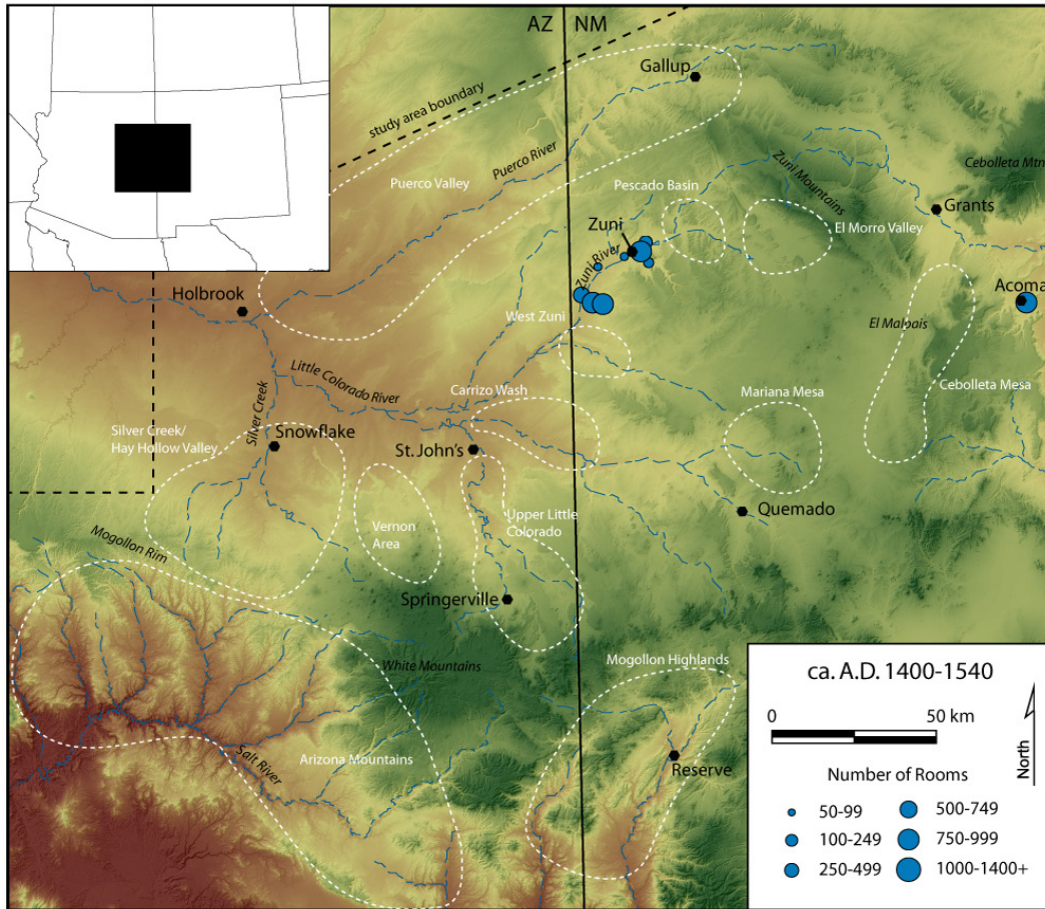 AZ
NM
Gallup
study area boundary
Puerco River
Puerco Valley
Pescado Basin
Zuni Mountains
Cebolleta Mtn
Grants
Zuni
El Morro Valley
Zuni River
Holbrook
Acoma
West Zuni
El Malpais
Little Colorado River
Carrizo Wash
Mariana Mesa
Cebolleta Mesa
Silver Creek
Silver Creek/
Hay Hollow Valley
Snowflake
St. John's
Quemado
Vernon
Area
Upper Little
Colorado
Mogollon Rim
Springerville
White Mountains
Mogollon Highlands
Salt River
Arizona Mountains
Reserve
ca. A.D. 1400-1540
0
50 km
North
Number of Rooms
50-99
100-249
250-499
500-749
750-999
1000-1400+